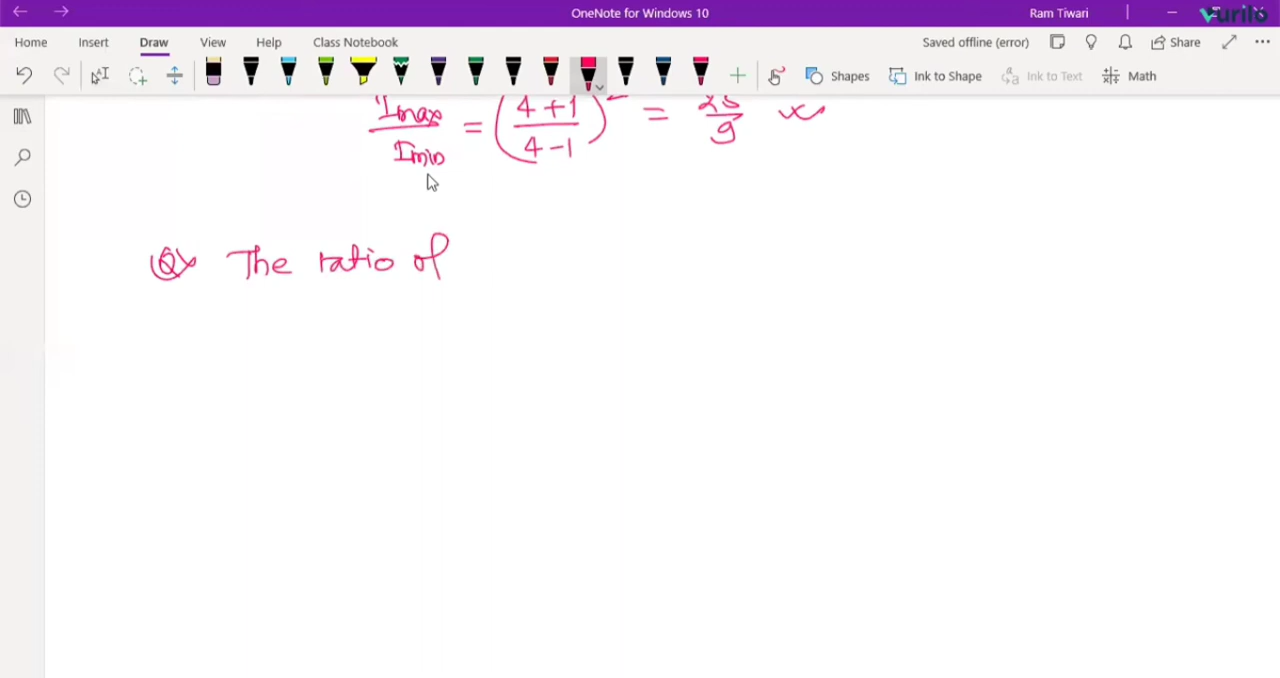 OneNote for Windows 10
Ram Tiwari
Vurilo
Home Insert Draw View Help Class Notebook
Saved offline (error) Share
Shapes Ink to Shape Ink to Text Math
Imax / Imin = (4+1 / 4-1)² = 25/9
Q The ratio of